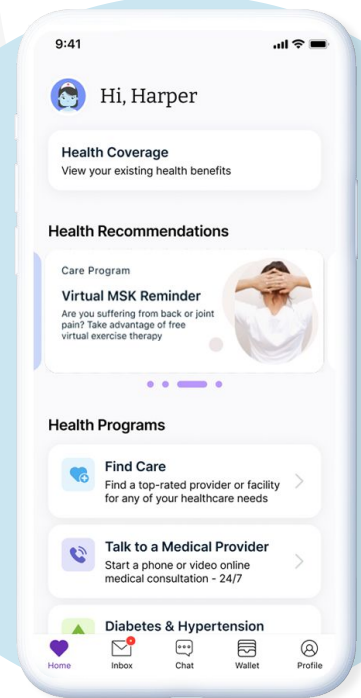 9:41
Hi, Harper
Health Coverage
View your existing health benefits
Health Recommendations
Care Program
Virtual MSK Reminder
Are you suffering from back or joint
pain? Take advantage of free
virtual exercise therapy
Health Programs
Find Care
Find a top-rated provider or facility
for any of your healthcare needs
Talk to a Medical Provider
Start a phone or video online
medical consultation - 24/7
Diabetes & Hypertension
Home
Inbox
Chat
Wallet
Profile